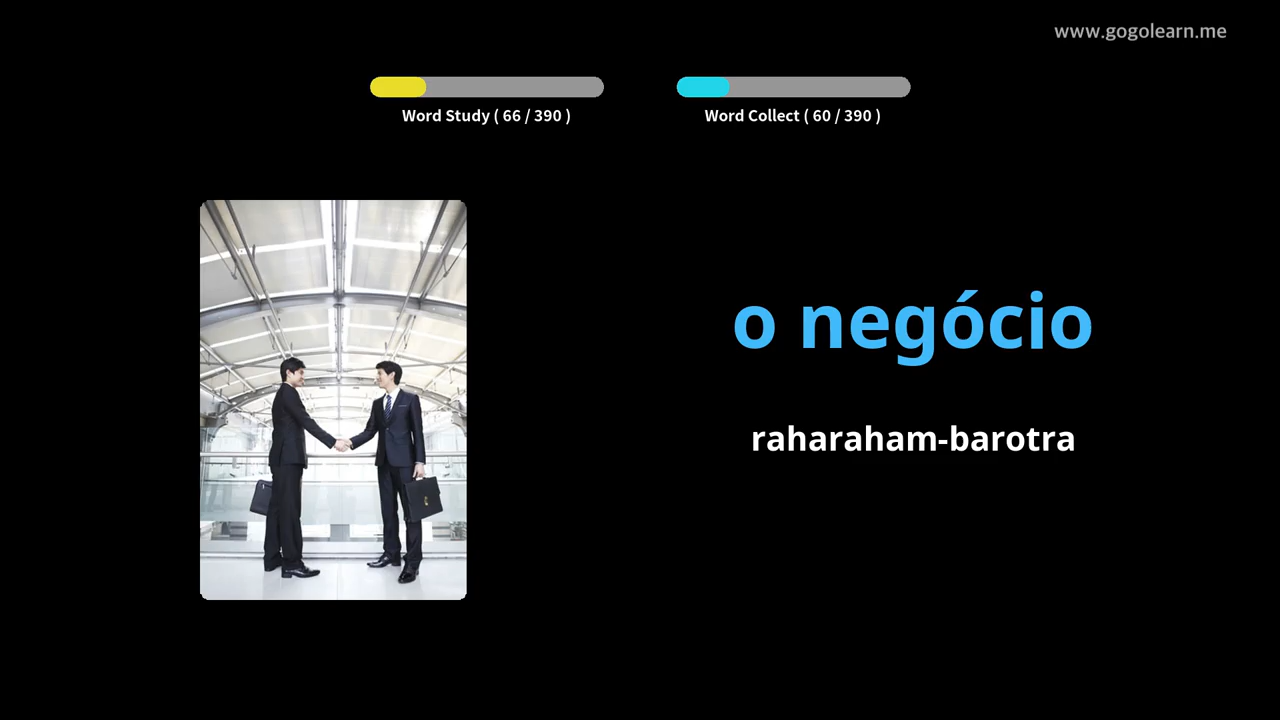 www.gogolearn.me
Word Study ( 66 / 390 )
Word Collect ( 60 / 390 )
o negócio
raharaham-barotra